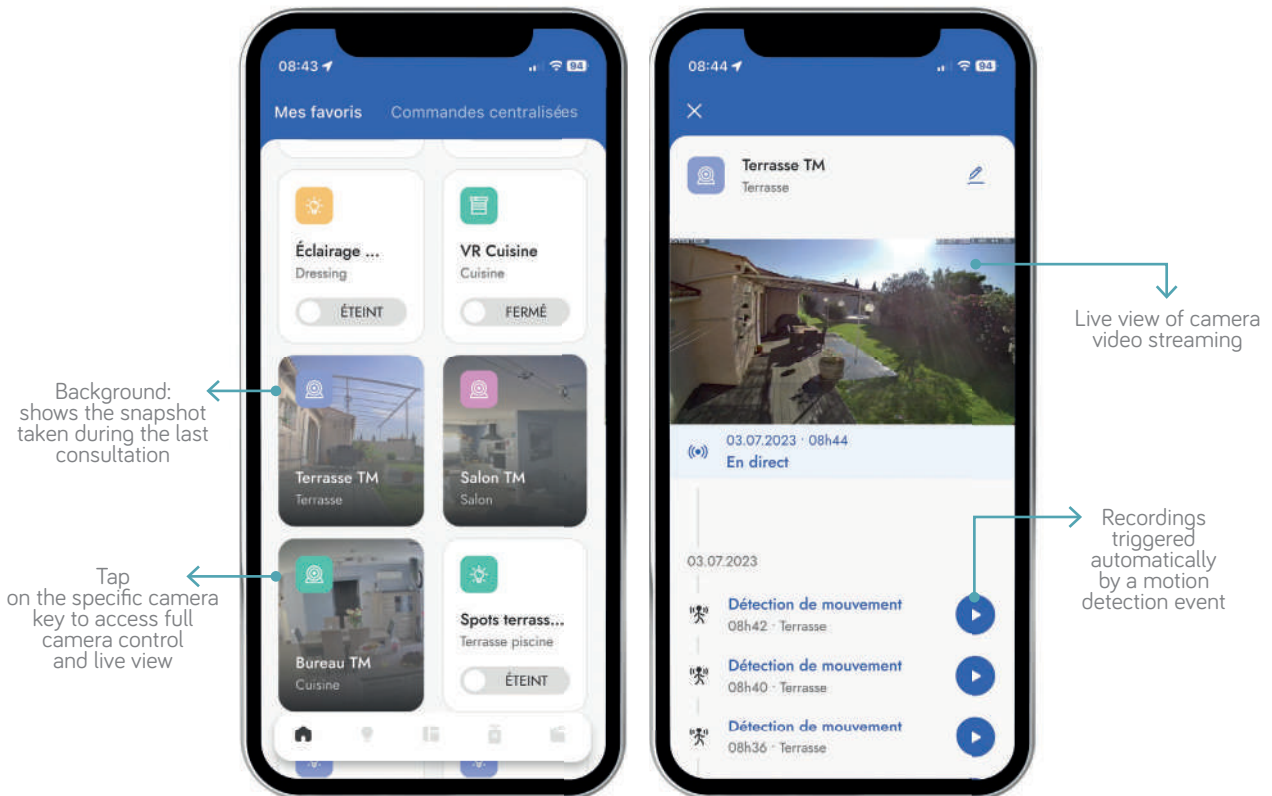 08:43
94
Mes favoris
Commandes centralisées
Éclairage ...
Dressing
ÉTEINT
VR Cuisine
Cuisine
FERMÉ
Terrasse TM
Terrasse
Salon TM
Salon
Bureau TM
Cuisine
Spots terrass...
Terrasse piscine
ÉTEINT
Background:
shows the snapshot
taken during the last
consultation
Tap
on the specific camera
key to access full
camera control
and live view
08:44
94
Terrasse TM
Terrasse
03.07.2023 · 08h44
En direct
03.07.2023
Détection de mouvement
08h42 · Terrasse
Détection de mouvement
08h40 · Terrasse
Détection de mouvement
08h36 · Terrasse
Live view of camera
video streaming
Recordings
triggered
automatically
by a motion
detection event